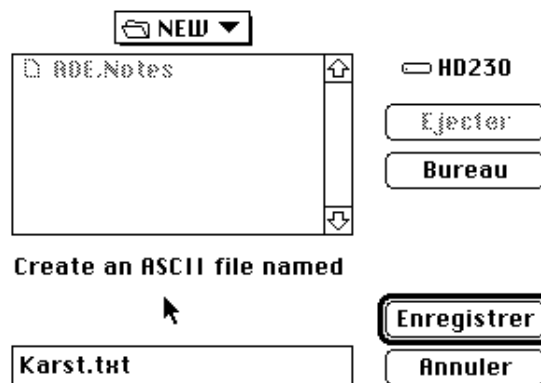 NEW
ADE.Notes
HD230
Ejecter
Bureau
Create an ASCII file named
Enregistrer
Karst.txt
Annuler